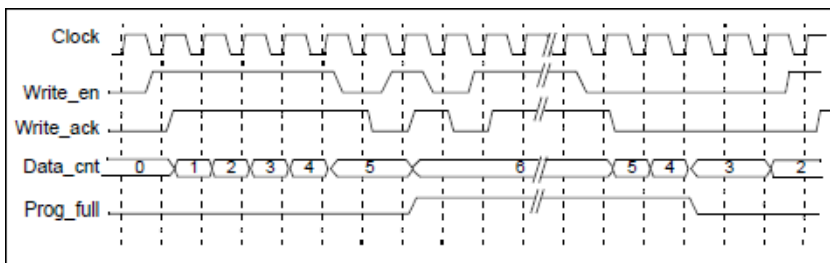 Clock
Write_en
Write_ack
Data_cnt 0 1 2 3 4 5 6 5 4 3 2
Prog_full